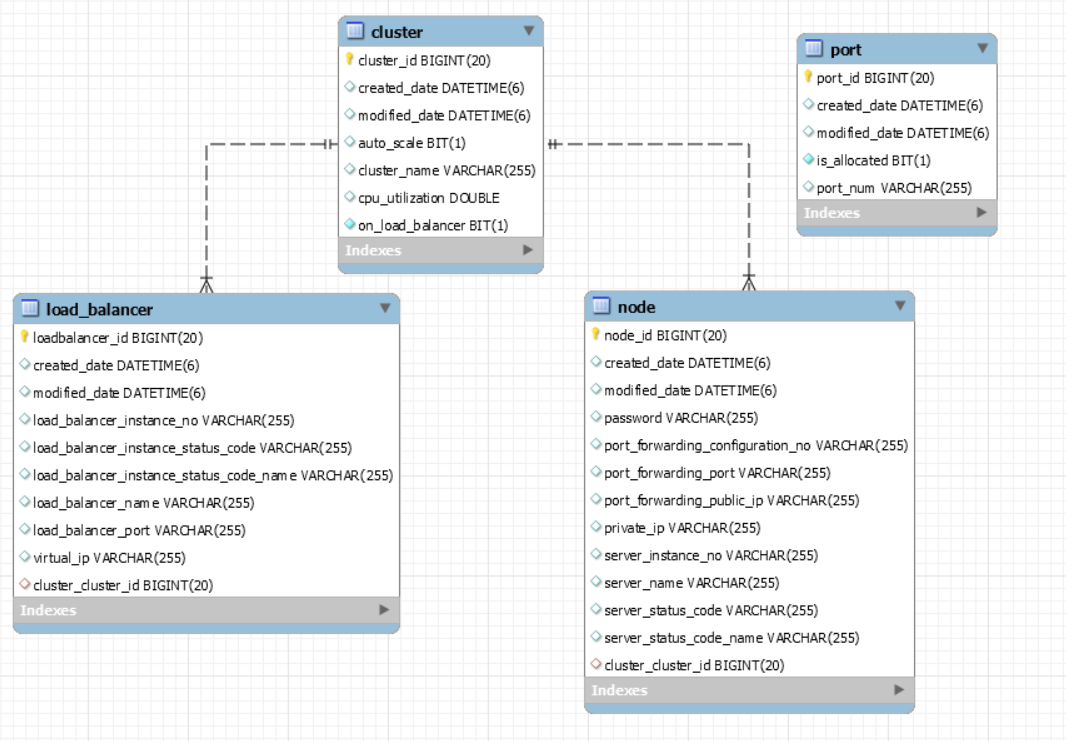 cluster
cluster_id BIGINT(20)
created_date DATETIME(6)
modified_date DATETIME(6)
auto_scale BIT(1)
cluster_name VARCHAR(255)
cpu_utilization DOUBLE
on_load_balancer BIT(1)
Indexes
port
port_id BIGINT(20)
created_date DATETIME(6)
modified_date DATETIME(6)
is_allocated BIT(1)
port_num VARCHAR(255)
Indexes
load_balancer
loadbalancer_id BIGINT(20)
created_date DATETIME(6)
modified_date DATETIME(6)
load_balancer_instance_no VARCHAR(255)
load_balancer_instance_status_code VARCHAR(255)
load_balancer_instance_status_code_name VARCHAR(255)
load_balancer_name VARCHAR(255)
load_balancer_port VARCHAR(255)
virtual_ip VARCHAR(255)
cluster_cluster_id BIGINT(20)
Indexes
node
node_id BIGINT(20)
created_date DATETIME(6)
modified_date DATETIME(6)
password VARCHAR(255)
port_forwarding_configuration_no VARCHAR(255)
port_forwarding_port VARCHAR(255)
port_forwarding_public_ip VARCHAR(255)
private_ip VARCHAR(255)
server_instance_no VARCHAR(255)
server_name VARCHAR(255)
server_status_code VARCHAR(255)
server_status_code_name VARCHAR(255)
cluster_cluster_id BIGINT(20)
Indexes